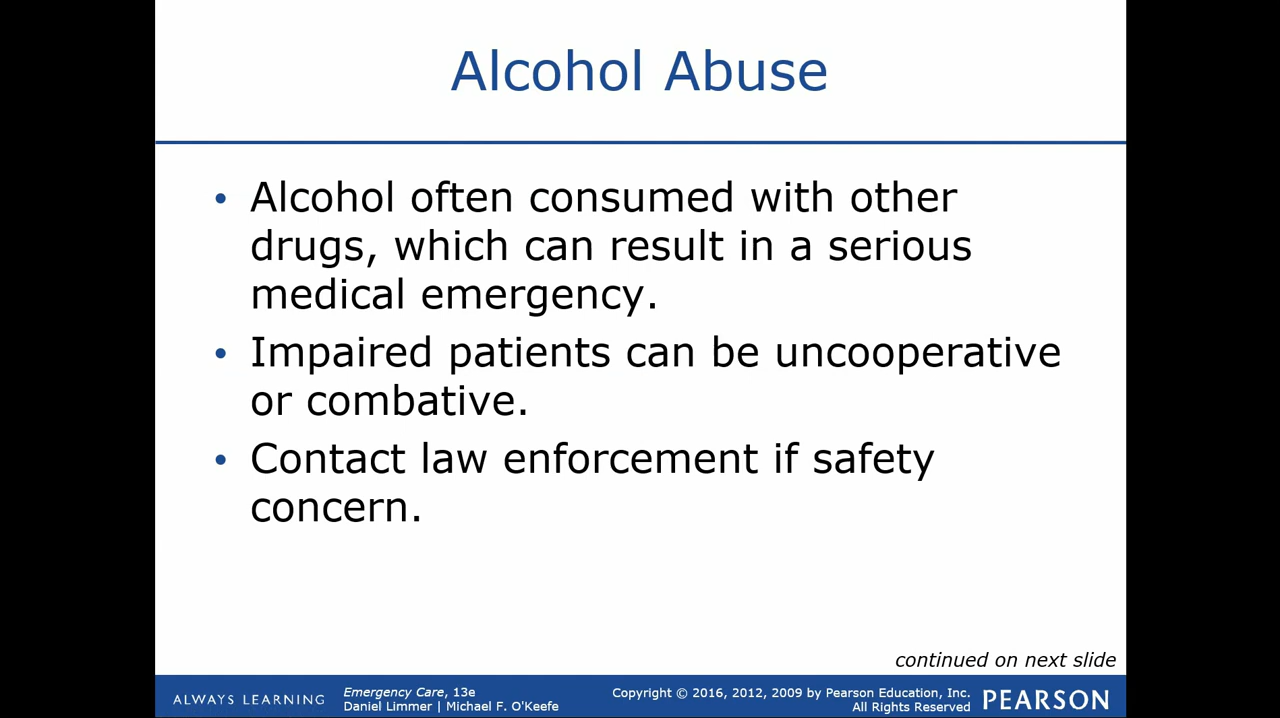 Alcohol Abuse
• Alcohol often consumed with other
drugs, which can result in a serious
medical emergency.
• Impaired patients can be uncooperative
or combative.
• Contact law enforcement if safety
concern.
continued on next slide
ALWAYS LEARNING
Emergency Care, 13e
Daniel Limmer | Michael F. O'Keefe
Copyright © 2016, 2012, 2009 by Pearson Education, Inc.
All Rights Reserved
PEARSON